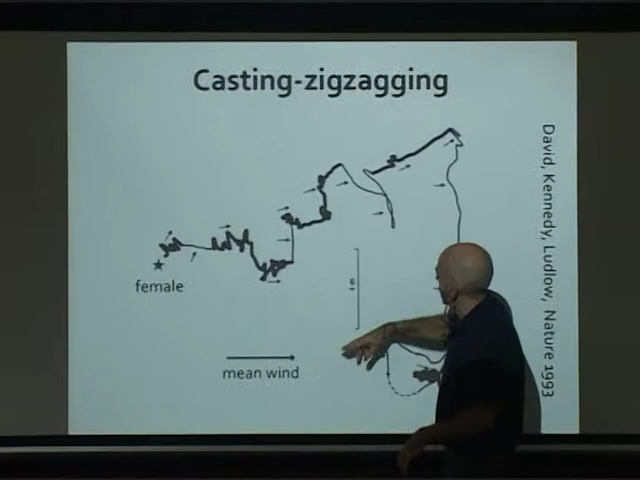 Casting-zigzagging
David, Kennedy, Ludlow, Nature 1993
female
mean wind